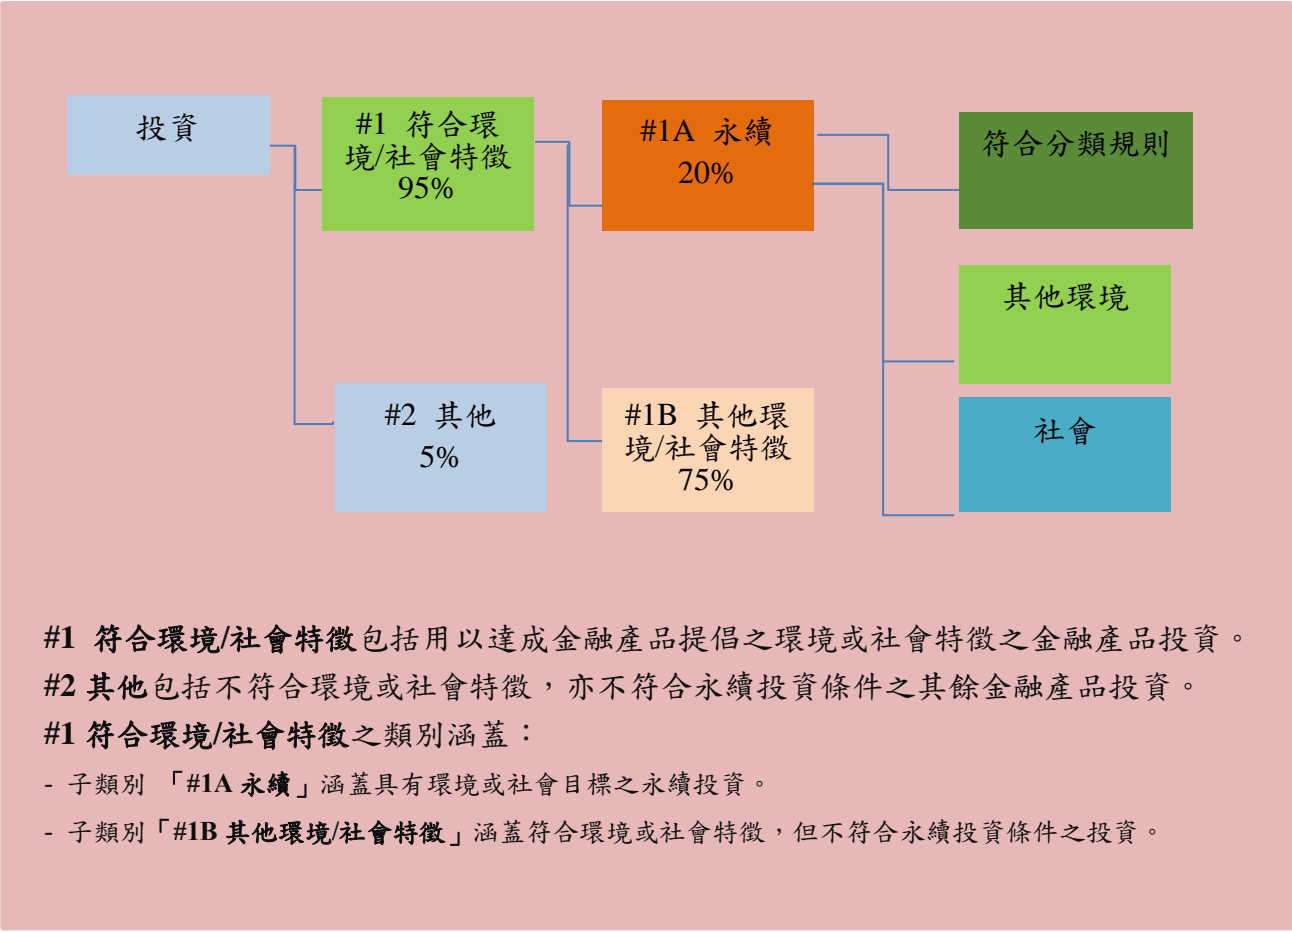 投資
#1 符合環
境/社會特徵
95%
#1A 永續
20%
符合分類規則
其他環境
社會
#2 其他
5%
#1B 其他環
境/社會特徵
75%
#1 符合環境/社會特徵包括用以達成金融產品提倡之環境或社會特徵之金融產品投資。
#2 其他包括不符合環境或社會特徵，亦不符合永續投資條件之其餘金融產品投資。
#1 符合環境/社會特徵之類別涵蓋：
- 子類別 「#1A 永續」涵蓋具有環境或社會目標之永續投資。
- 子類別「#1B 其他環境/社會特徵」涵蓋符合環境或社會特徵，但不符合永續投資條件之投資。